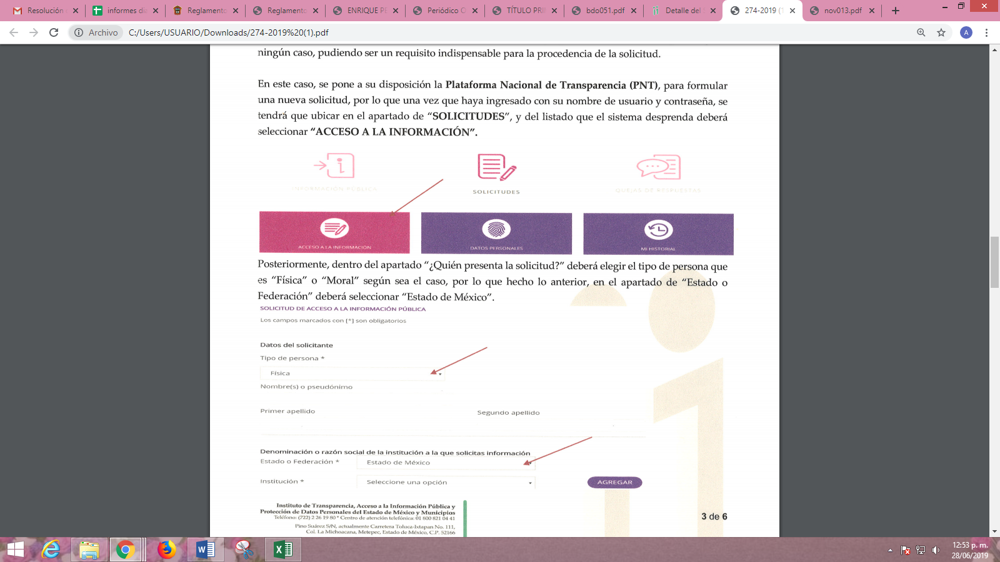 Resolución
informes di
Reglamento
Reglamento
ENRIQUE PE
Periódico O
TÍTULO PRI
bdo051.pdf
Detalle del
274-2019 (1
nov013.pdf
Archivo
C:/Users/USUARIO/Downloads/274-2019%20(1).pdf
A
ningún caso, pudiendo ser un requisito indispensable para la procedencia de la solicitud.
En este caso, se pone a su disposición la Plataforma Nacional de Transparencia (PNT), para formular
una nueva solicitud, por lo que una vez que haya ingresado con su nombre de usuario y contraseña, se
tendrá que ubicar en el apartado de “SOLICITUDES”, y del listado que el sistema desprenda deberá
seleccionar “ACCESO A LA INFORMACIÓN”.
INFORMACIÓN PÚBLICA
SOLICITUDES
QUEJAS DE RESPUESTAS
ACCESO A LA INFORMACIÓN
DATOS PERSONALES
MI HISTORIAL
Posteriormente, dentro del apartado “¿Quién presenta la solicitud?” deberá elegir el tipo de persona que
es “Física” o “Moral” según sea el caso, por lo que hecho lo anterior, en el apartado de “Estado o
Federación” deberá seleccionar “Estado de México”.
SOLICITUD DE ACCESO A LA INFORMACIÓN PÚBLICA
Los campos marcados con [*] son obligatorios
Datos del solicitante
Tipo de persona *
Física
Nombre(s) o pseudónimo
Primer apellido
Segundo apellido
Denominación o razón social de la institución a la que solicitas información
Estado o Federación *
Estado de México
Institución *
Seleccione una opción
AGREGAR
Instituto de Transparencia, Acceso a la Información Pública y
Protección de Datos Personales del Estado de México y Municipios
Teléfono: (722) 2 26 19 80 * Centro de atención telefónica: 01 800 821 04 41
Pino Suárez S/N, actualmente Carretera Toluca-Ixtapan No. 111,
Col. La Michoacana, Metepec, Estado de México, C.P. 52166
3 de 6
12:53 p. m.
28/06/2019